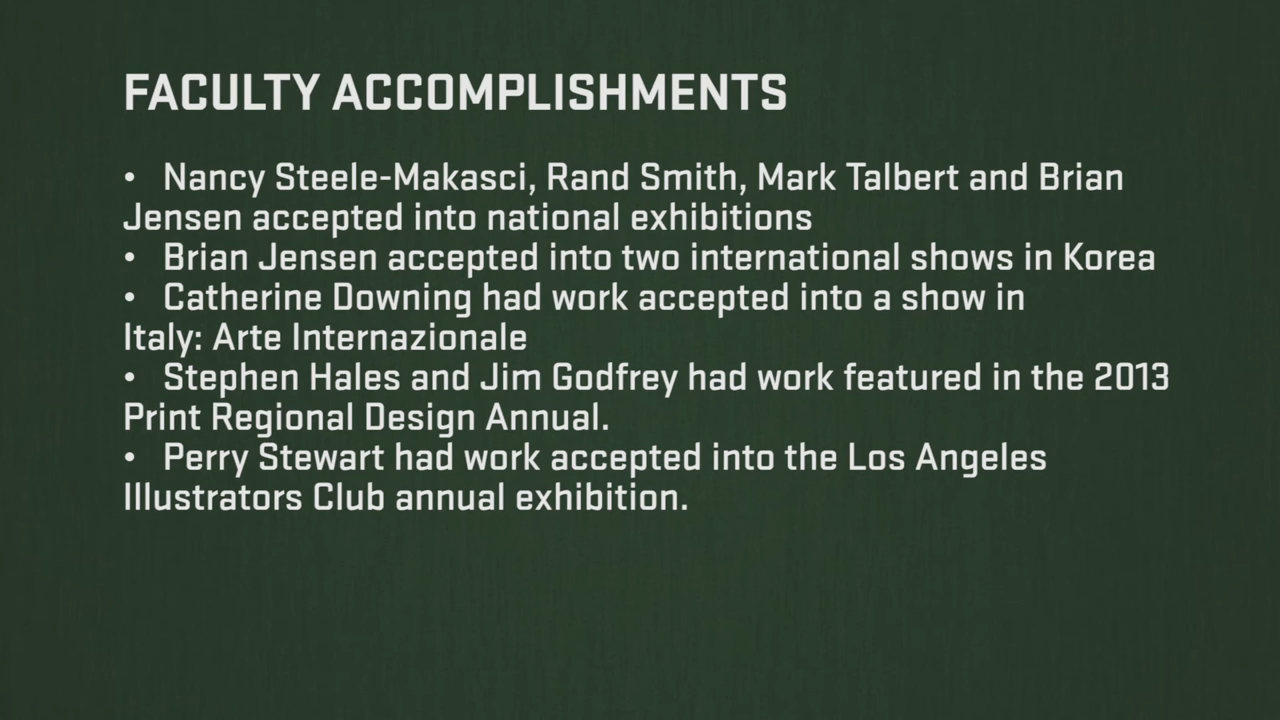 FACULTY ACCOMPLISHMENTS
• Nancy Steele-Makasci, Rand Smith, Mark Talbert and Brian
Jensen accepted into national exhibitions
• Brian Jensen accepted into two international shows in Korea
• Catherine Downing had work accepted into a show in
Italy: Arte Internazionale
• Stephen Hales and Jim Godfrey had work featured in the 2013
Print Regional Design Annual.
• Perry Stewart had work accepted into the Los Angeles
Illustrators Club annual exhibition.